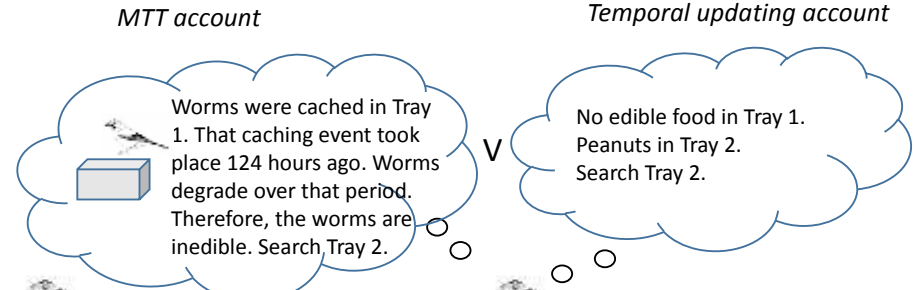 MTT account
Temporal updating account
Worms were cached in Tray
1. That caching event took
place 124 hours ago. Worms
degrade over that period.
Therefore, the worms are
inedible. Search Tray 2.
V
No edible food in Tray 1.
Peanuts in Tray 2.
Search Tray 2.